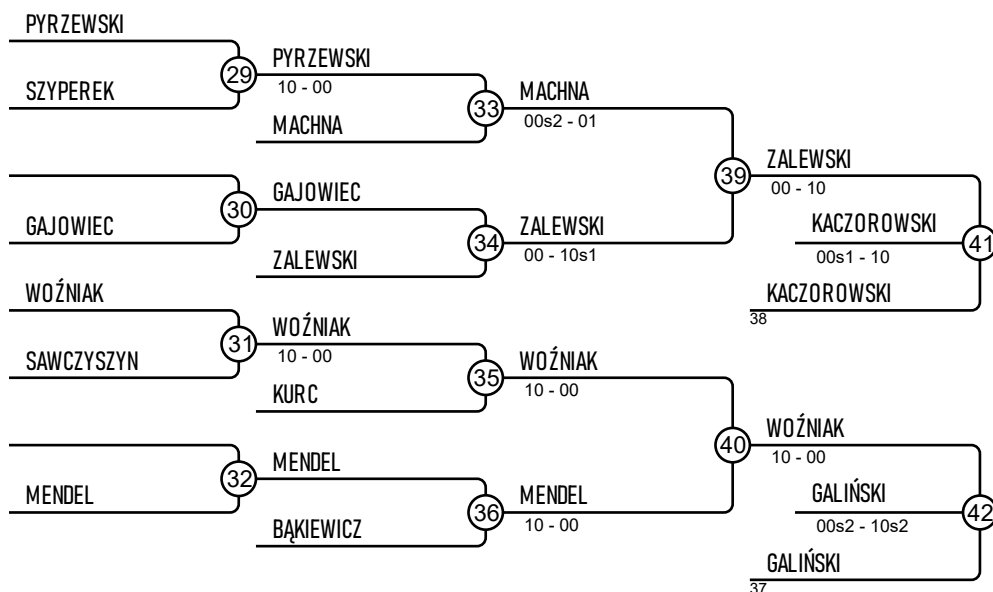 PYRZEWSKI
29
PYRZEWSKI
10 - 00
SZYPEREK
33
MACHNA
00s2 - 01
MACHNA
39
ZALEWSKI
00 - 10
30
GAJOWIEC
GAJOWIEC
34
ZALEWSKI
00 - 10s1
ZALEWSKI
KACZOROWSKI
00s1 - 10
41
KACZOROWSKI
38
WOŹNIAK
31
WOŹNIAK
10 - 00
SAWCZYSZYN
35
WOŹNIAK
10 - 00
KURC
40
WOŹNIAK
10 - 00
32
MENDEL
MENDEL
36
MENDEL
10 - 00
BĄKIEWICZ
GALIŃSKI
00s2 - 10s2
42
GALIŃSKI
37